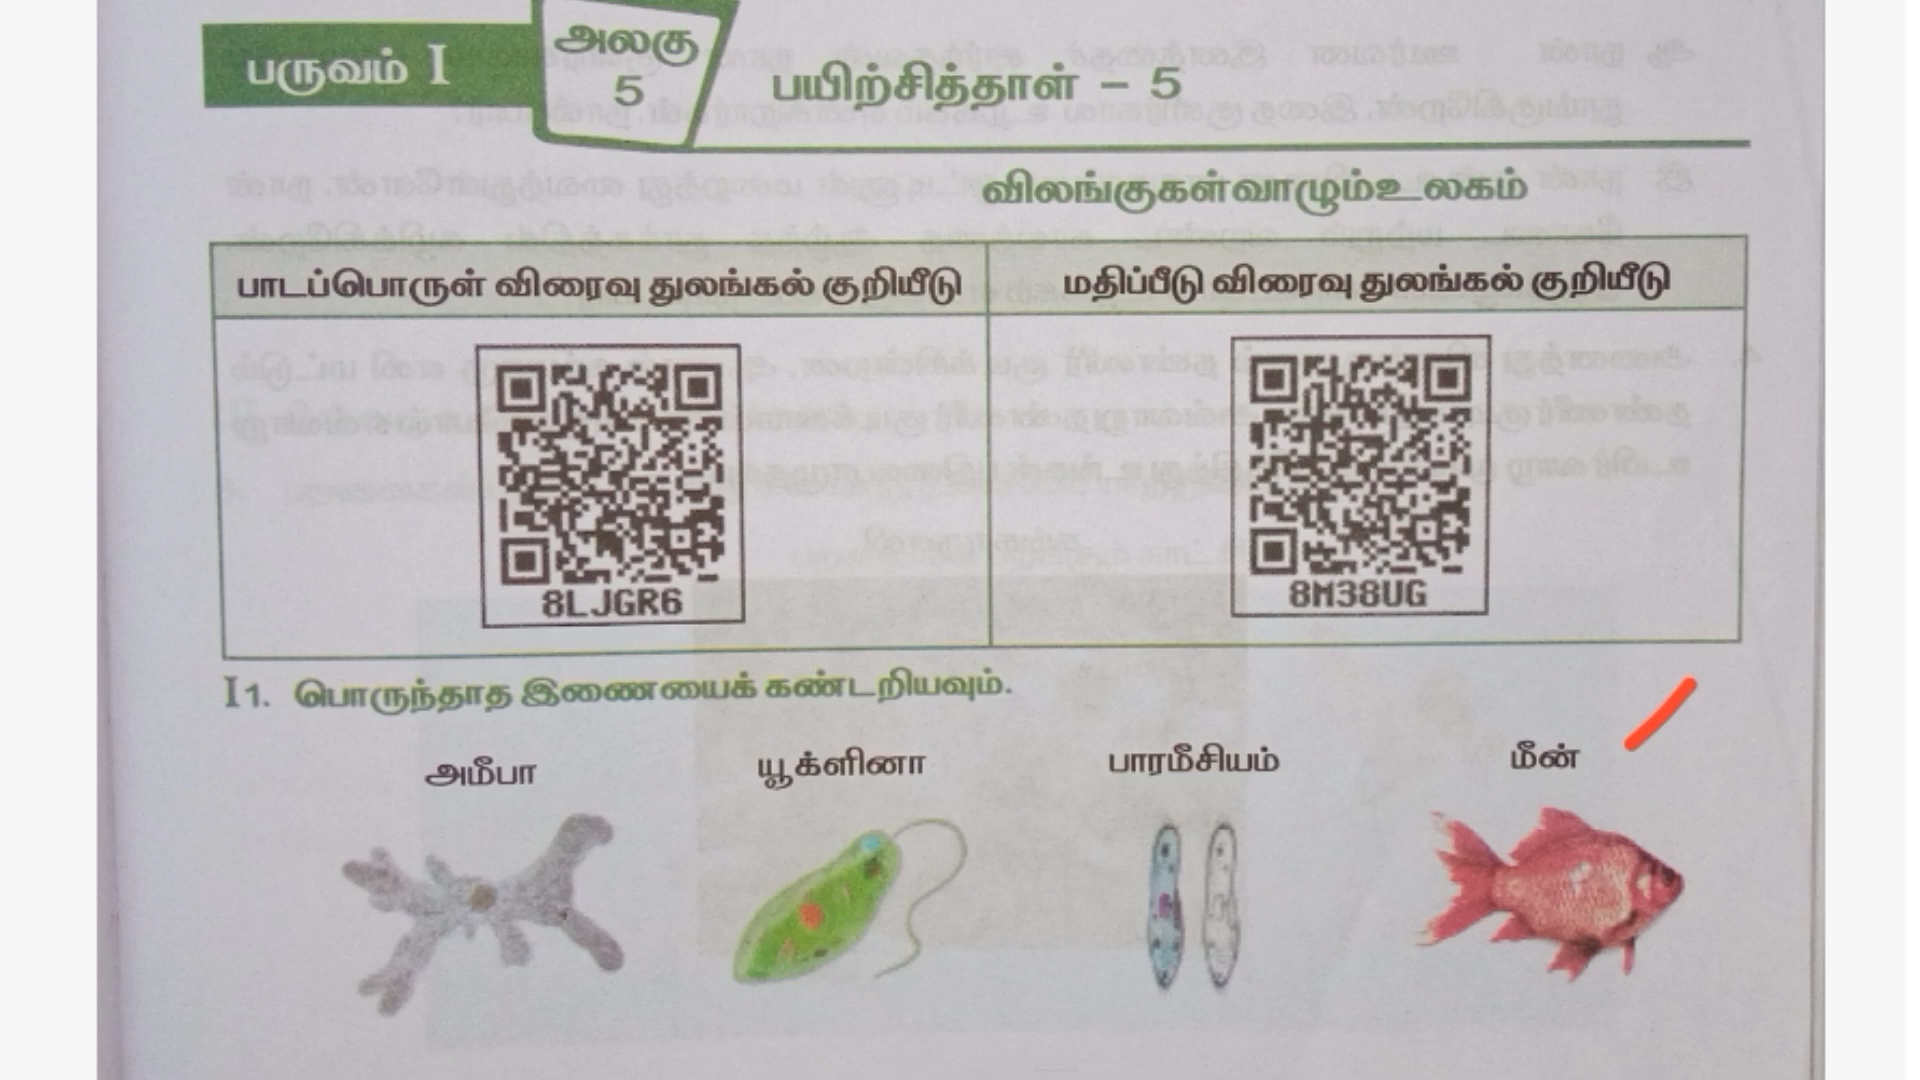 பருவம் I
அலகு
5
பயிற்சித்தாள் – 5
விலங்குகள்வாழும்உலகம்
பாடப்பொருள் விரைவு துலங்கல் குறியீடு
மதிப்பீடு விரைவு துலங்கல் குறியீடு
8LJGR6
8M38UG
I1. பொருந்தாத இணையைக் கண்டறியவும்.
அமீபா
யூக்ளினா
பாரமீசியம்
மீன்